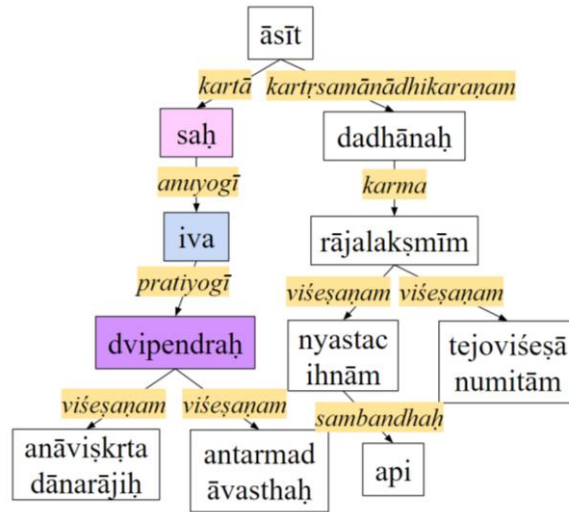 āsīt
kartā
kartṛsamānādhikaraṇam
saḥ
dadhānaḥ
anuyogī
karma
iva
rājalakṣmīm
pratiyogī
viśeṣaṇam
viśeṣaṇam
dvipendraḥ
nyastac
ihnām
tejoviśeṣā
numitām
viśeṣaṇam
viśeṣaṇam
sambandhaḥ
anāviṣkṛta
dānarājiḥ
antarmad
āvasthaḥ
api